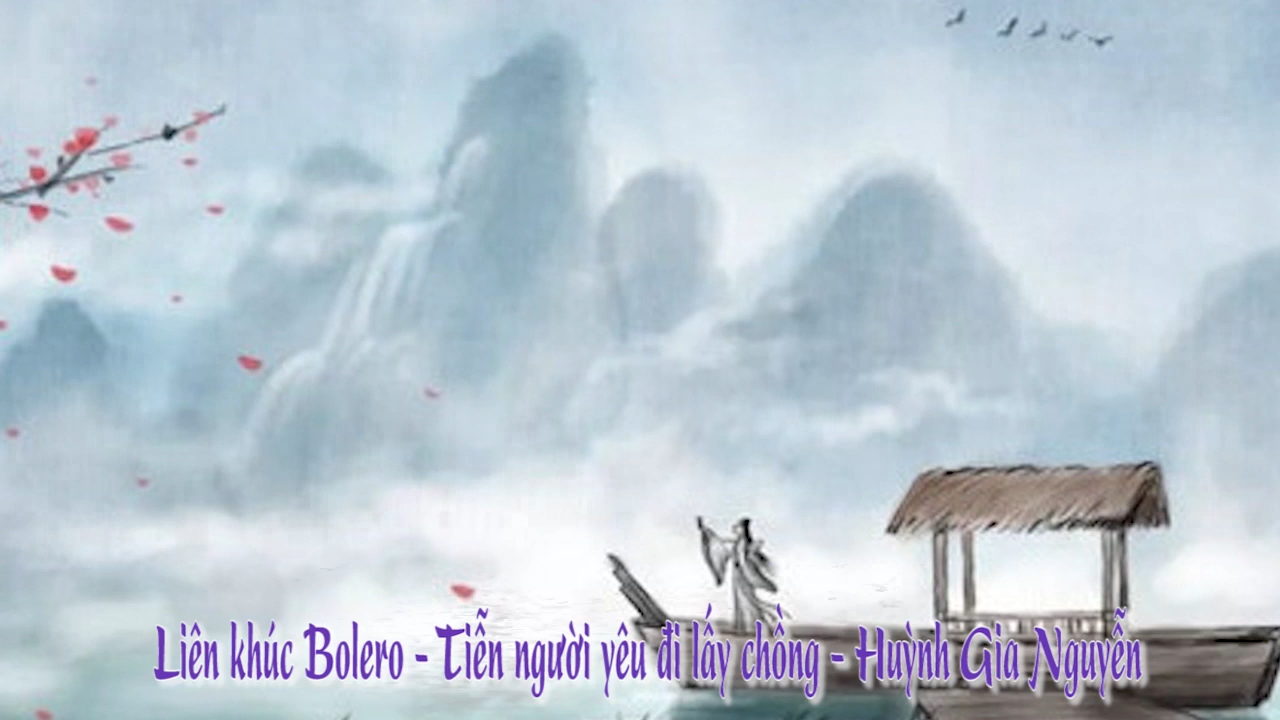 Liên khúc Bolero - Tiễn người yêu đi lấy chồng - Huỳnh Gia Nguyễn